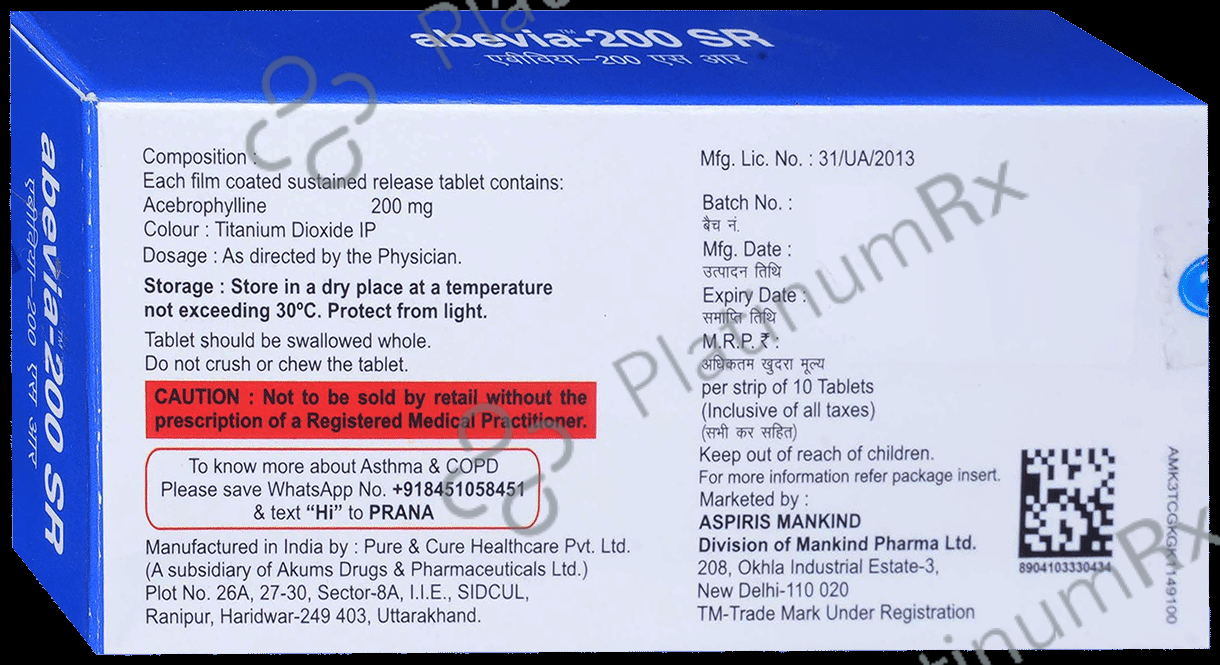 abevia™-200 SR
एबीविया-200 एस आर
abevia™-200 SR
एबीविया-200 एस आर
Composition :
Each film coated sustained release tablet contains:
Acebrophylline 200 mg
Colour : Titanium Dioxide IP
Dosage : As directed by the Physician.
Storage : Store in a dry place at a temperature
not exceeding 30ºC. Protect from light.
Tablet should be swallowed whole.
Do not crush or chew the tablet.
CAUTION : Not to be sold by retail without the
prescription of a Registered Medical Practitioner.
To know more about Asthma & COPD
Please save WhatsApp No. +918451058451
& text “Hi” to PRANA
Manufactured in India by : Pure & Cure Healthcare Pvt. Ltd.
(A subsidiary of Akums Drugs & Pharmaceuticals Ltd.)
Plot No. 26A, 27-30, Sector-8A, I.I.E., SIDCUL,
Ranipur, Haridwar-249 403, Uttarakhand.
Mfg. Lic. No. : 31/UA/2013
Batch No. :
बैच नं.
Mfg. Date :
उत्पादन तिथि
Expiry Date :
समाप्ति तिथि
M.R.P. ₹ :
अधिकतम खुदरा मूल्य
per strip of 10 Tablets
(Inclusive of all taxes)
(सभी कर सहित)
Keep out of reach of children.
For more information refer package insert.
Marketed by :
ASPIRIS MANKIND
Division of Mankind Pharma Ltd.
208, Okhla Industrial Estate-3,
New Delhi-110 020
TM-Trade Mark Under Registration
8904103330434
AMK3TCGKGK1149100
PlatinumRx
Platin
tinumRx